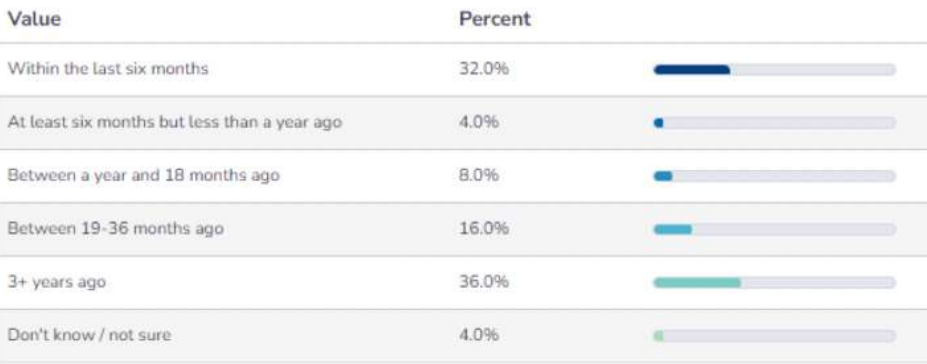 Value Percent
Within the last six months 32.0%
At least six months but less than a year ago 4.0%
Between a year and 18 months ago 8.0%
Between 19-36 months ago 16.0%
3+ years ago 36.0%
Don't know / not sure 4.0%